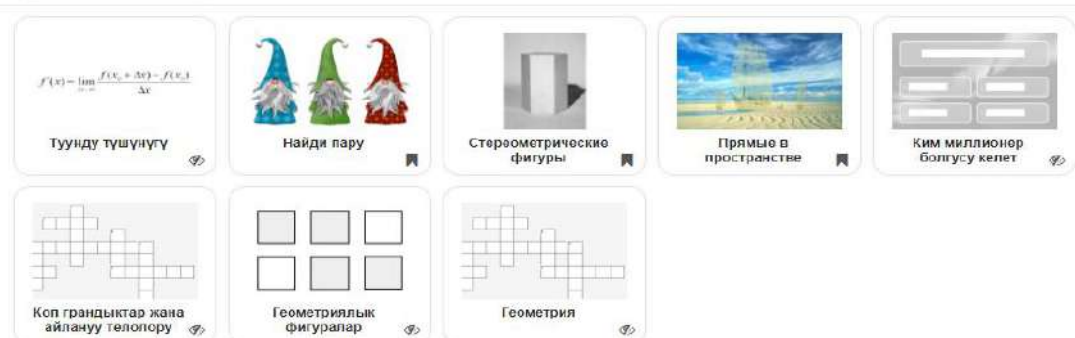 Туунду түшүнүгү
Найди пару
Стереометрические
фигуры
Прямые в
пространстве
Ким миллионер
болгусу келет
Көп грандыктар жана
айлануу телолору
Геометриялык
фигуралар
Геометрия